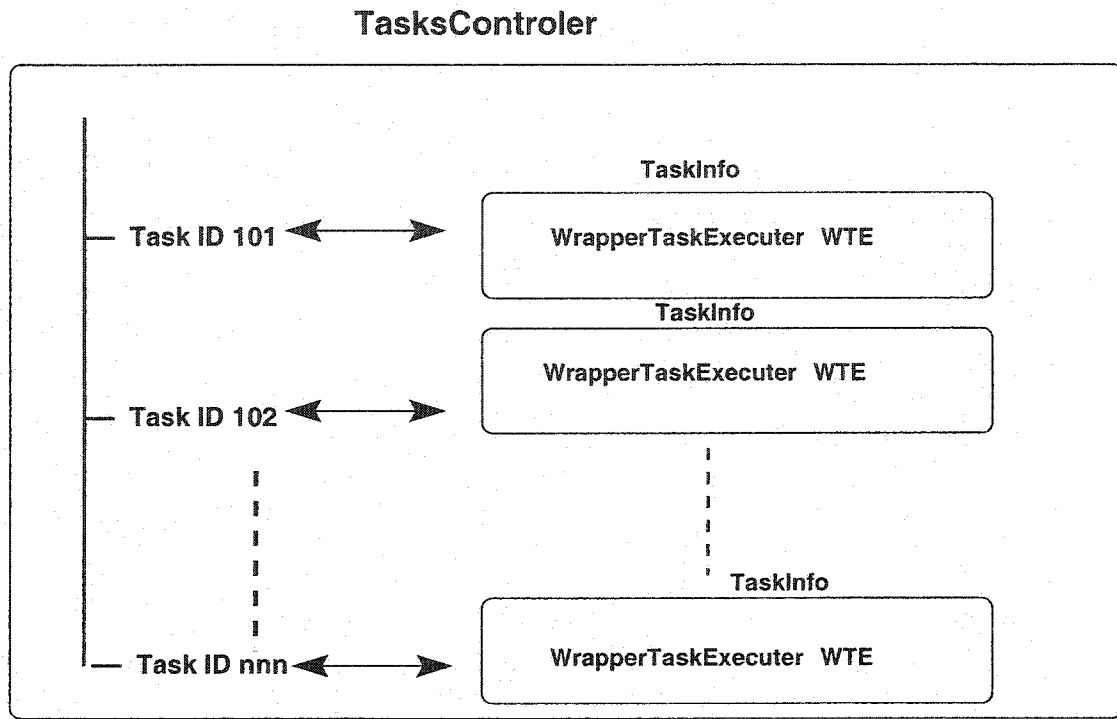 TasksControler
TaskInfo
Task ID 101
WrapperTaskExecuter WTE
TaskInfo
WrapperTaskExecuter WTE
Task ID 102
TaskInfo
Task ID nnn
WrapperTaskExecuter WTE